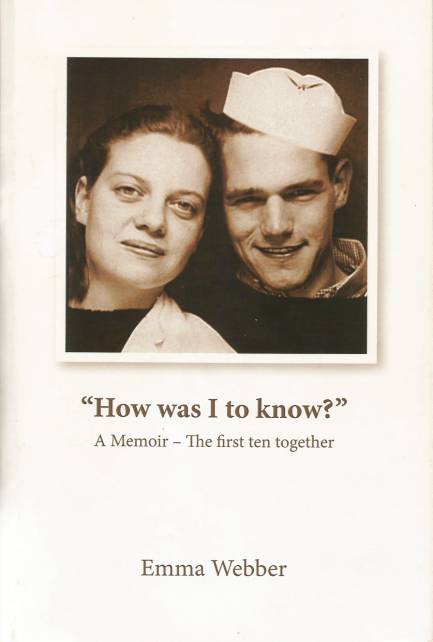 “How was I to know?”
A Memoir – The first ten together
Emma Webber